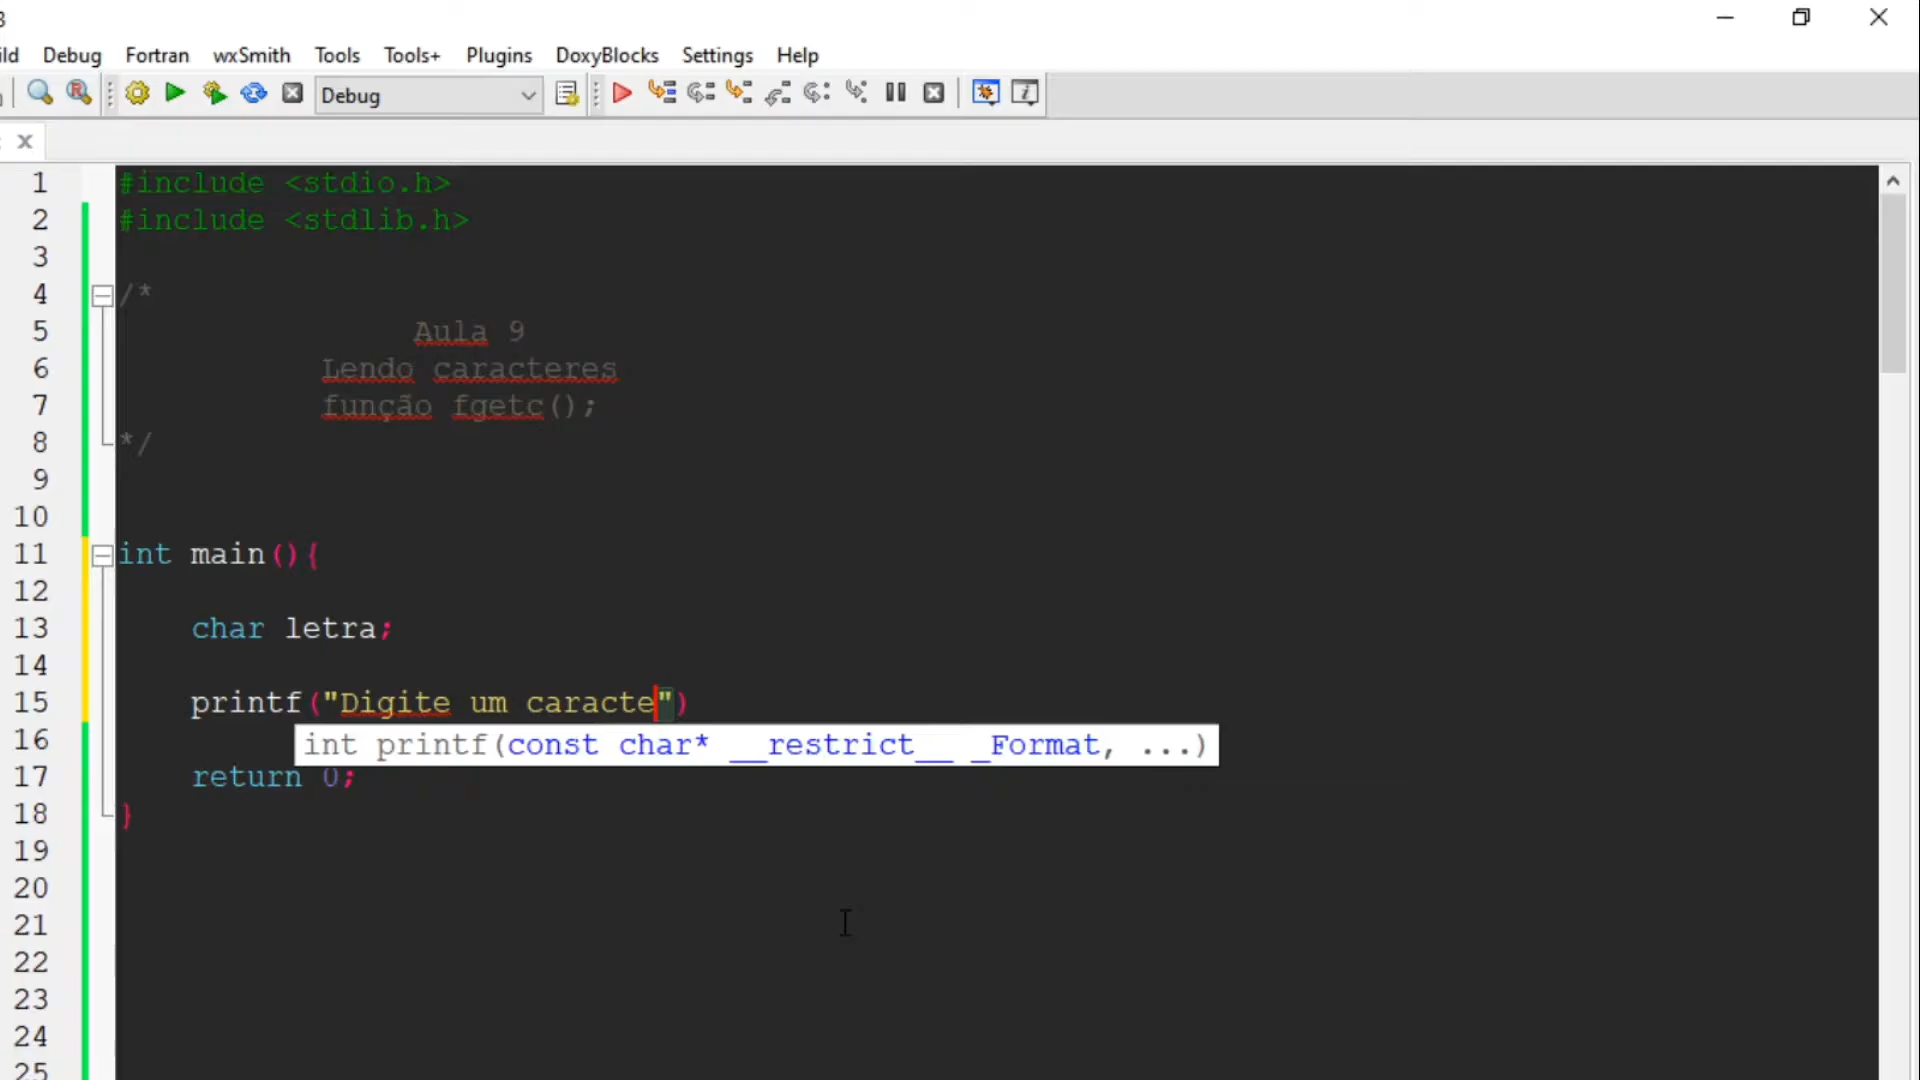 3
ild Debug Fortran wxSmith Tools Tools+ Plugins DoxyBlocks Settings Help
Debug
1 #include <stdio.h>
2 #include <stdlib.h>
3
4 /*
5 Aula 9
6 Lendo caracteres
7 função fgetc();
8 */
9
10
11 int main(){
12
13 char letra;
14
15 printf("Digite um caracte")
16 int printf(const char* __restrict__ _Format, ...)
17 return 0;
18 }
19
20
21
22
23
24
25